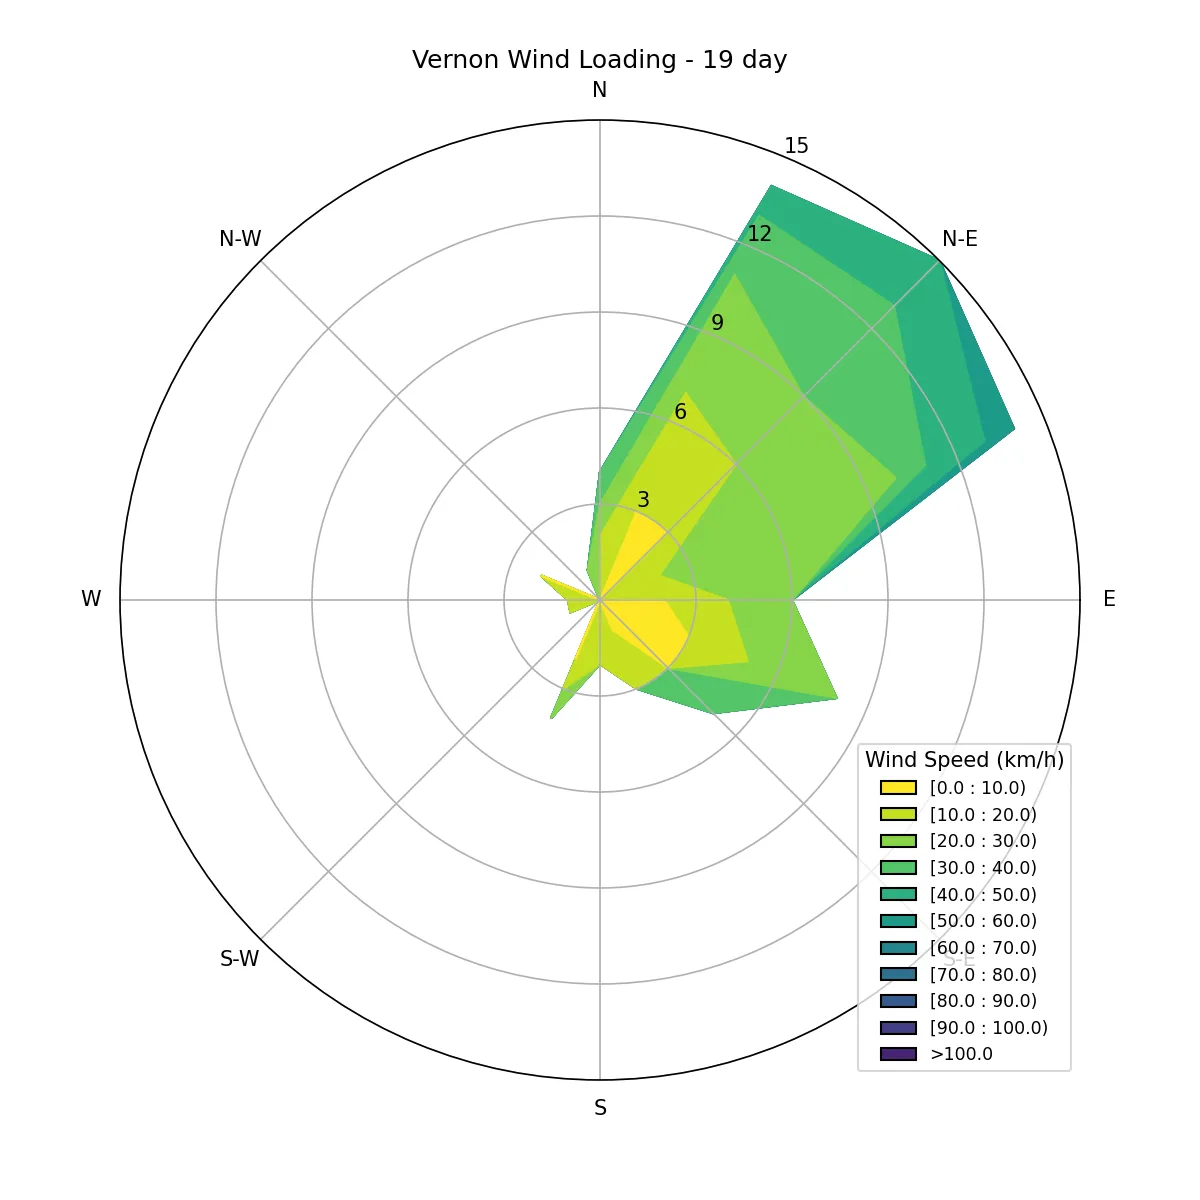 Vernon Wind Loading - 19 day
N
15
N-W
12
N-E
9
6
3
W
E
Wind Speed (km/h)
[0.0 : 10.0)
[10.0 : 20.0)
[20.0 : 30.0)
[30.0 : 40.0)
[40.0 : 50.0)
[50.0 : 60.0)
[60.0 : 70.0)
[70.0 : 80.0)
[80.0 : 90.0)
[90.0 : 100.0)
>100.0
S-W
S-E
S